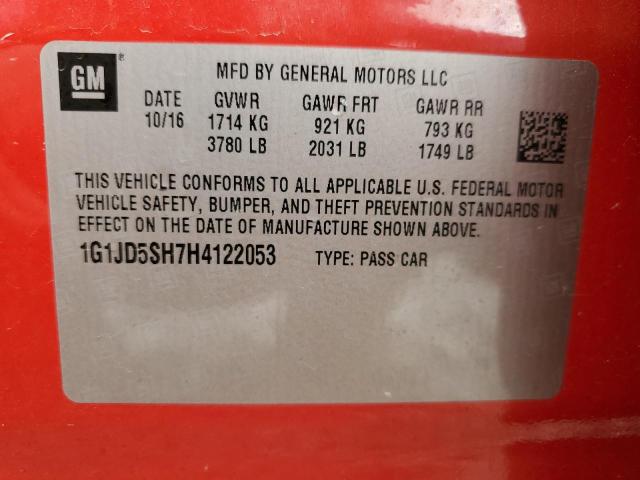 GM
MFD BY GENERAL MOTORS LLC
DATE GVWR GAWR FRT GAWR RR
10/16 1714 KG 921 KG 793 KG
3780 LB 2031 LB 1749 LB
THIS VEHICLE CONFORMS TO ALL APPLICABLE U.S. FEDERAL MOTOR
VEHICLE SAFETY, BUMPER, AND THEFT PREVENTION STANDARDS IN
EFFECT ON THE DATE OF MANUFACTURE SHOWN ABOVE.
1G1JD5SH7H4122053 TYPE: PASS CAR